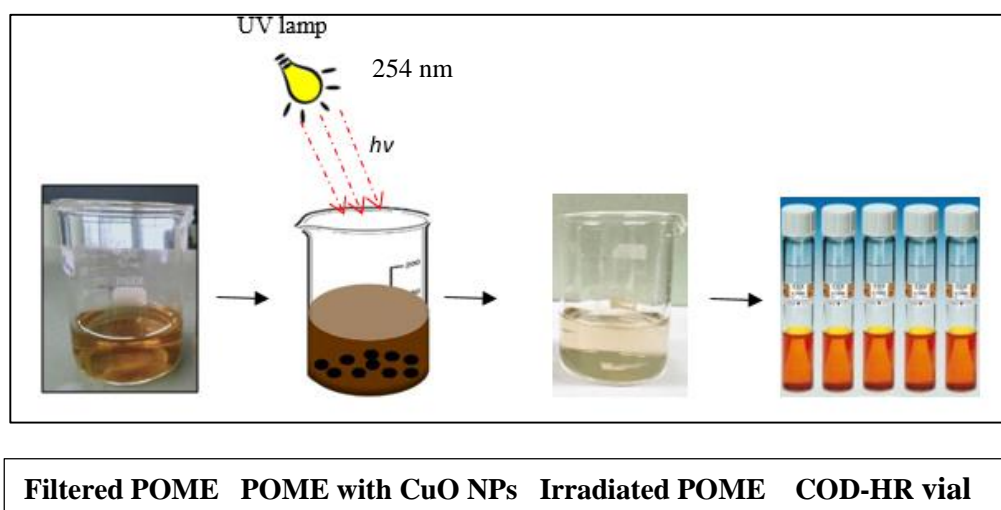 UV lamp
254 nm
hv
Filtered POME POME with CuO NPs Irradiated POME COD-HR vial